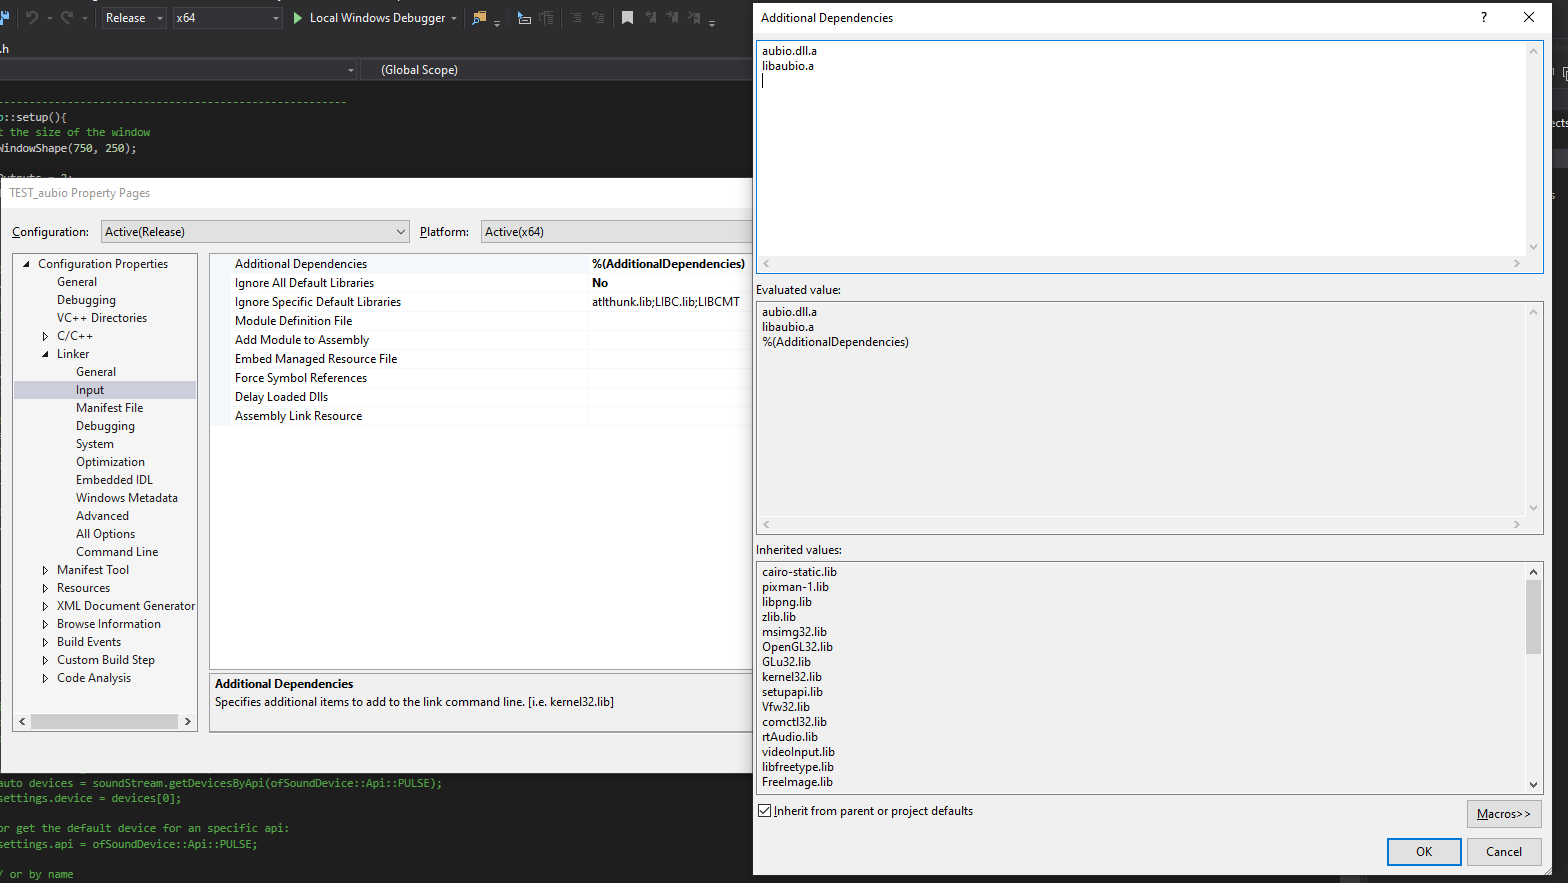 Release
x64
Local Windows Debugger
.h
(Global Scope)
----------------------------------------------------
::setup(){
t the size of the window
WindowShape(750, 250);
TEST_aubio Property Pages
Configuration:
Active(Release)
Platform:
Active(x64)
Configuration Properties
General
Debugging
VC++ Directories
C/C++
Linker
General
Input
Manifest File
Debugging
System
Optimization
Embedded IDL
Windows Metadata
Advanced
All Options
Command Line
Manifest Tool
Resources
XML Document Generator
Browse Information
Build Events
Custom Build Step
Code Analysis
Additional Dependencies %(AdditionalDependencies)
Ignore All Default Libraries No
Ignore Specific Default Libraries atlthunk.lib;LIBC.lib;LIBCMT
Module Definition File
Add Module to Assembly
Embed Managed Resource File
Force Symbol References
Delay Loaded Dlls
Assembly Link Resource
Additional Dependencies
Specifies additional items to add to the link command line. [i.e. kernel32.lib]
auto devices = soundStream.getDevicesByApi(ofSoundDevice::Api::PULSE);
settings.device = devices[0];
or get the default device for an specific api:
settings.api = ofSoundDevice::Api::PULSE;
/ or by name
Additional Dependencies
?
aubio.dll.a
libaubio.a
Evaluated value:
aubio.dll.a
libaubio.a
%(AdditionalDependencies)
Inherited values:
cairo-static.lib
pixman-1.lib
libpng.lib
zlib.lib
msimg32.lib
OpenGL32.lib
GLu32.lib
kernel32.lib
setupapi.lib
Vfw32.lib
comctl32.lib
rtAudio.lib
videoInput.lib
libfreetype.lib
FreeImage.lib
Inherit from parent or project defaults
Macros>>
OK
Cancel
ects
s